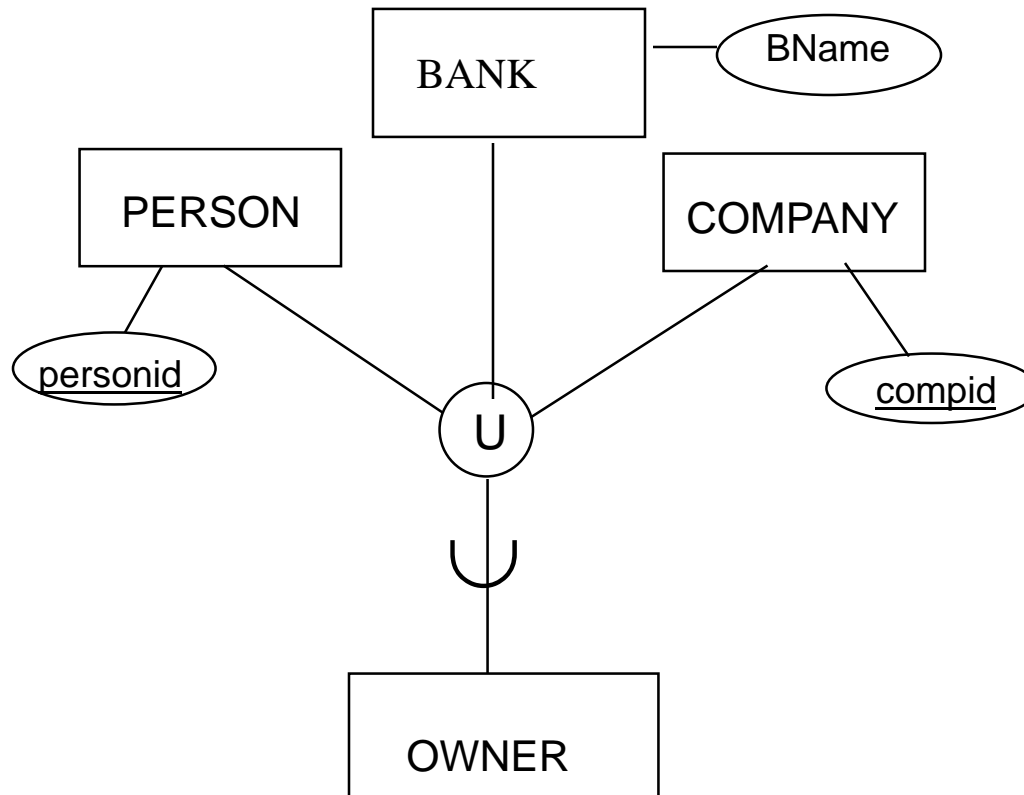 BANK
BName
PERSON
COMPANY
personid
compid
U
OWNER